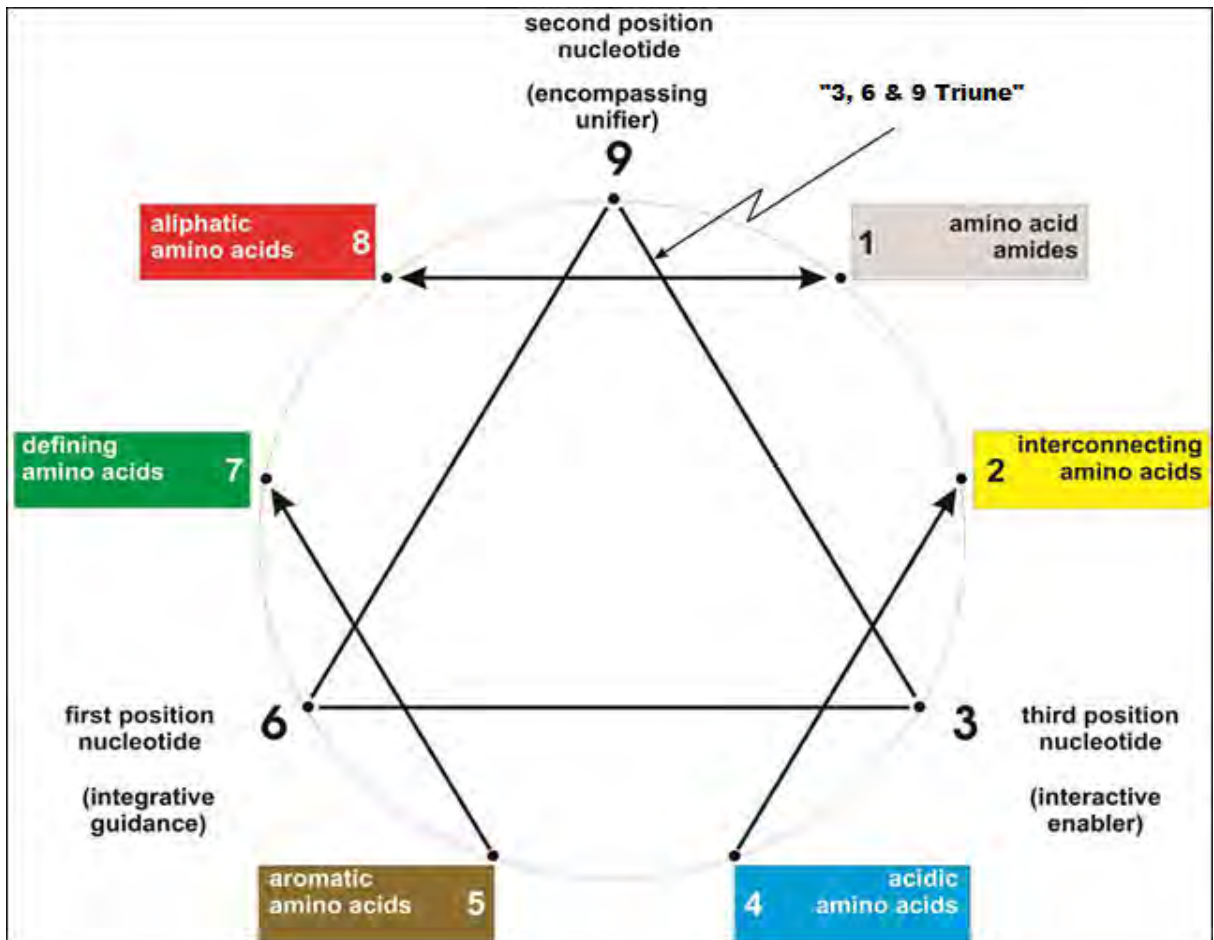 second position
nucleotide
(encompassing
unifier)
9
"3, 6 & 9 Triune"
aliphatic
amino acids 8
1 amino acid
amides
defining
amino acids 7
2 interconnecting
amino acids
first position
nucleotide
6
(integrative
guidance)
3
third position
nucleotide
(interactive
enabler)
aromatic
amino acids 5
4 acidic
amino acids